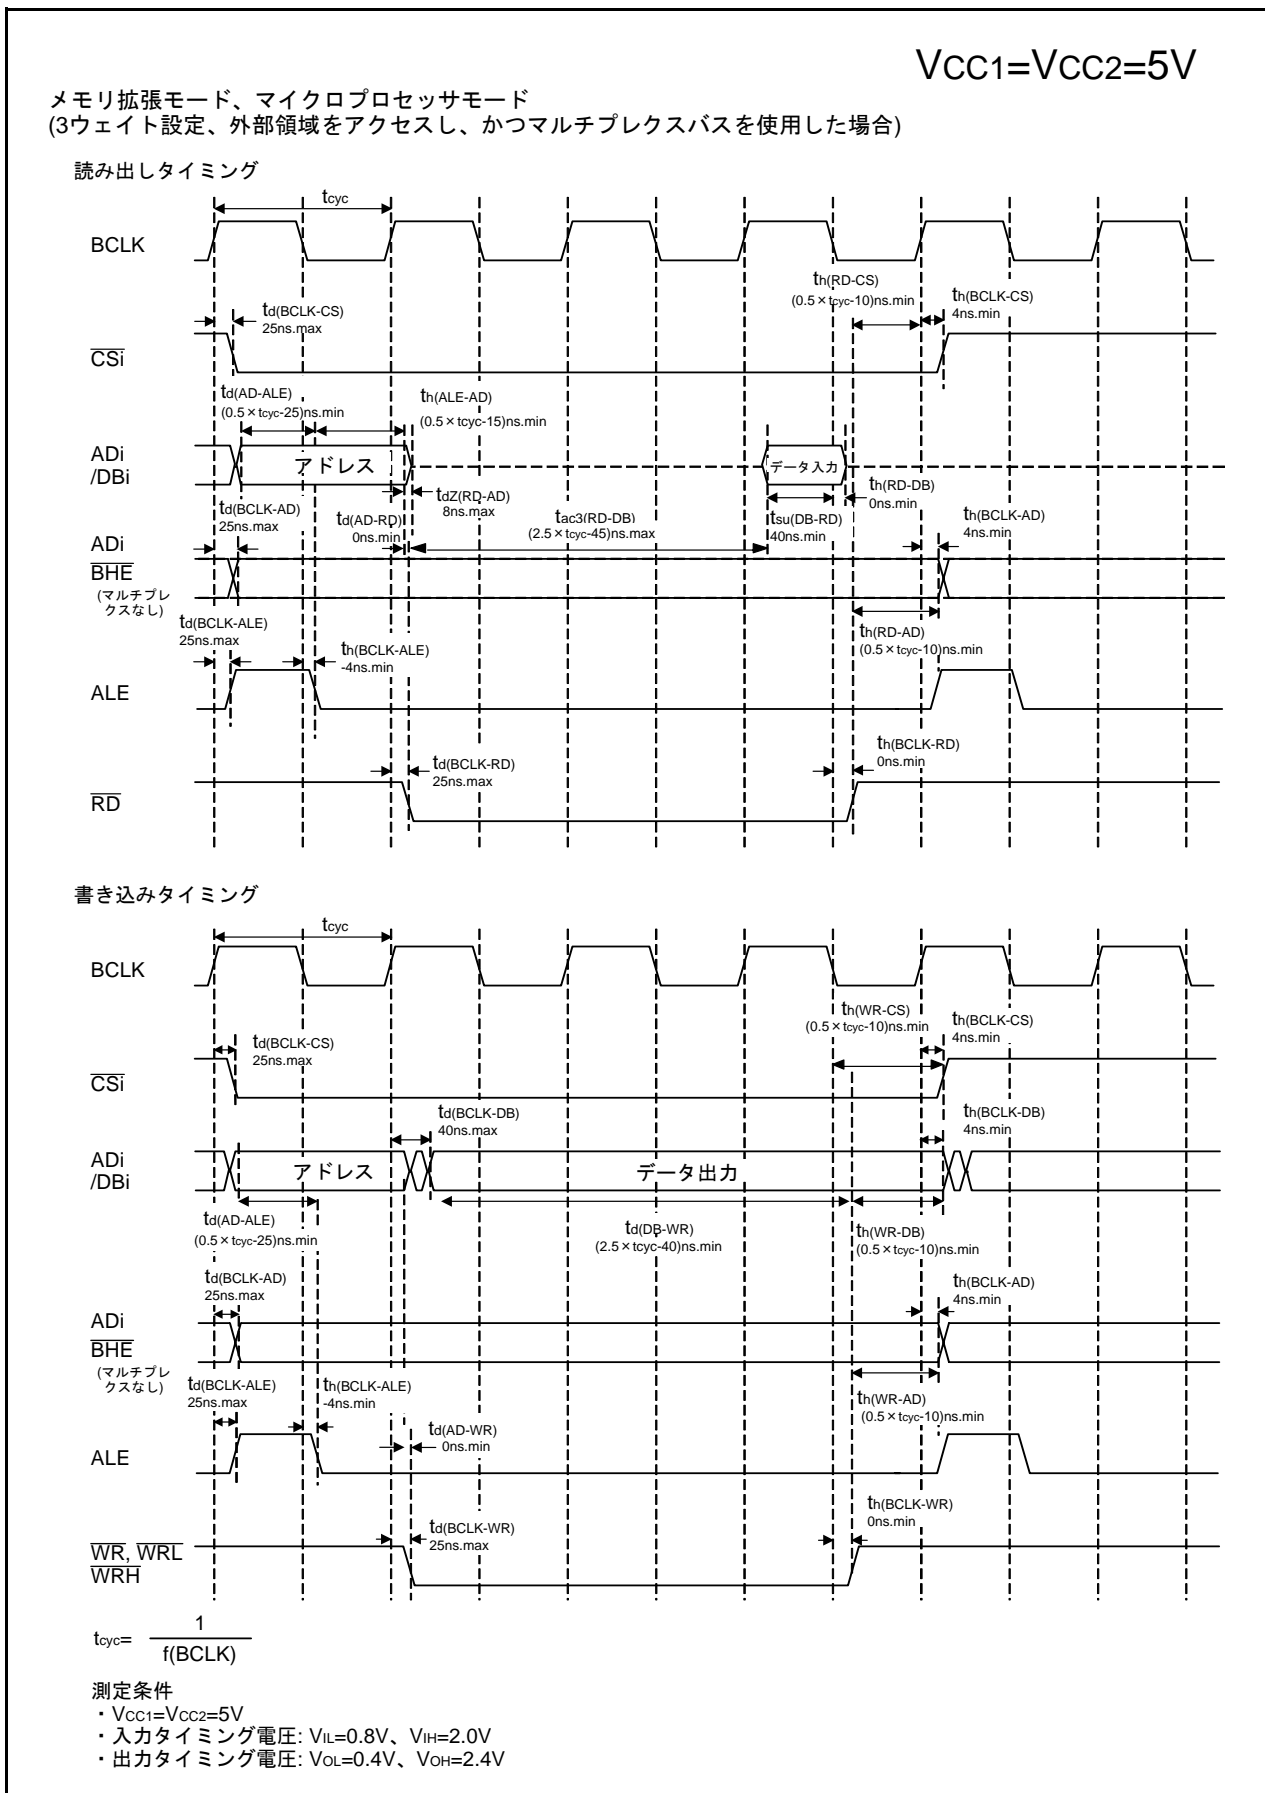 VCC1=VCC2=5V
メモリ拡張モード、マイクロプロセッサモード
(3ウェイト設定、外部領域をアクセスし、かつマルチプレクスバスを使用した場合)
読み出しタイミング
tcyc
BCLK
th(RD-CS)
(0.5×tcyc-10)ns.min
th(BCLK-CS)
4ns.min
td(BCLK-CS)
25ns.max
CSi
td(AD-ALE)
(0.5×tcyc-25)ns.min
th(ALE-AD)
(0.5×tcyc-15)ns.min
ADi
/DBi
アドレス
データ入力
td(BCLK-AD)
25ns.max
td(AD-RD)
0ns.min
tdZ(RD-AD)
8ns.max
tac3(RD-DB)
(2.5×tcyc-45)ns.max
tsu(DB-RD)
40ns.min
th(RD-DB)
0ns.min
th(BCLK-AD)
4ns.min
ADi
BHE
(マルチプレ
クスなし)
td(BCLK-ALE)
25ns.max
th(BCLK-ALE)
-4ns.min
th(RD-AD)
(0.5×tcyc-10)ns.min
ALE
td(BCLK-RD)
25ns.max
th(BCLK-RD)
0ns.min
RD
書き込みタイミング
tcyc
BCLK
th(WR-CS)
(0.5×tcyc-10)ns.min
th(BCLK-CS)
4ns.min
td(BCLK-CS)
25ns.max
CSi
td(BCLK-DB)
40ns.max
th(BCLK-DB)
4ns.min
ADi
/DBi
アドレス
データ出力
td(AD-ALE)
(0.5×tcyc-25)ns.min
td(DB-WR)
(2.5×tcyc-40)ns.min
th(WR-DB)
(0.5×tcyc-10)ns.min
td(BCLK-AD)
25ns.max
th(BCLK-AD)
4ns.min
ADi
BHE
(マルチプレ
クスなし)
td(BCLK-ALE)
25ns.max
th(BCLK-ALE)
-4ns.min
th(WR-AD)
(0.5×tcyc-10)ns.min
td(AD-WR)
0ns.min
ALE
td(BCLK-WR)
25ns.max
th(BCLK-WR)
0ns.min
WR, WRL
WRH
tcyc=
1
f(BCLK)
測定条件
・VCC1=VCC2=5V
・入力タイミング電圧: VIL=0.8V、VIH=2.0V
・出力タイミング電圧: VOL=0.4V、VOH=2.4V